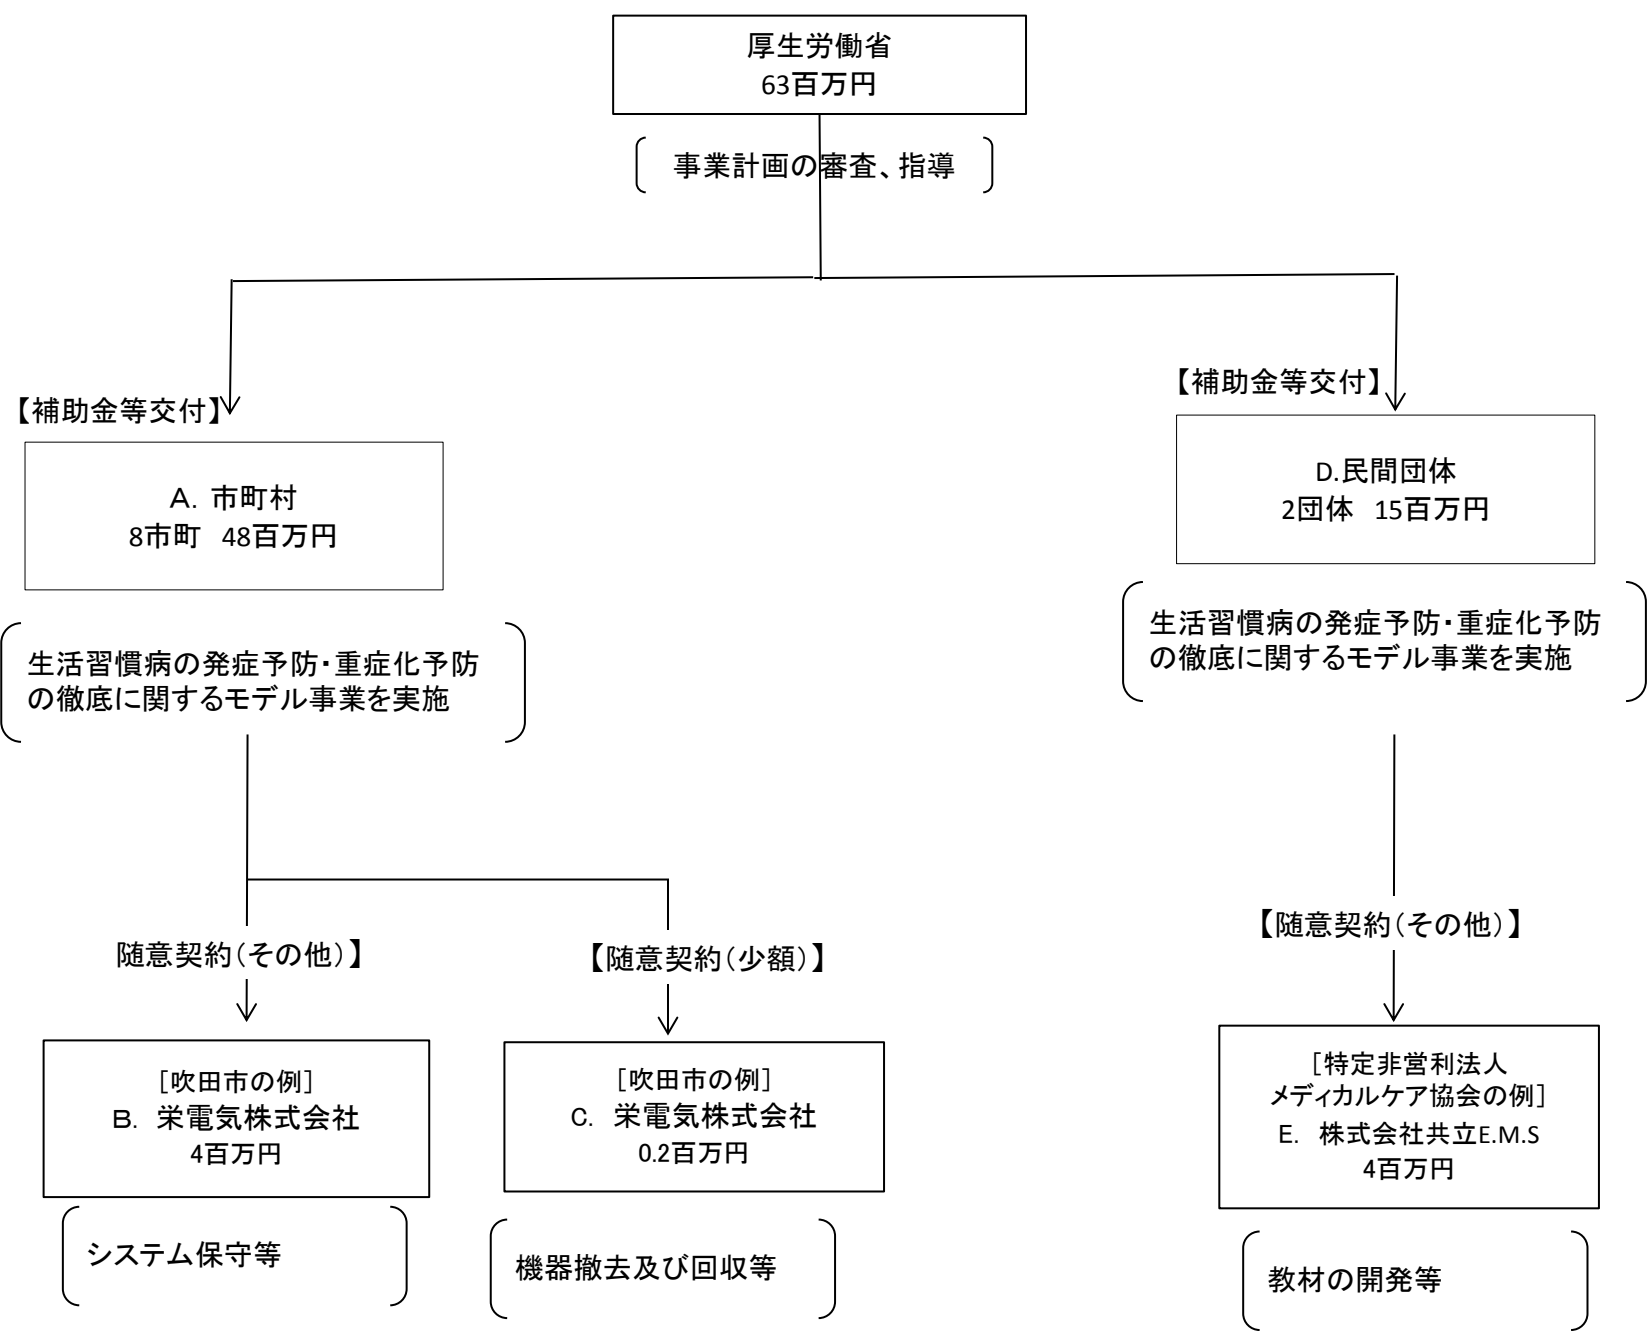 厚生労働省
63百万円
事業計画の審査、指導
【補助金等交付】
A. 市町村
8市町　48百万円
生活習慣病の発症予防・重症化予防
の徹底に関するモデル事業を実施
【補助金等交付】
D.民間団体
2団体　15百万円
生活習慣病の発症予防・重症化予防
の徹底に関するモデル事業を実施
随意契約（その他）】
【随意契約（少額）】
【随意契約（その他）】
［吹田市の例］
B.　栄電気株式会社
4百万円
システム保守等
［吹田市の例］
C.　栄電気株式会社
0.2百万円
機器撤去及び回収等
［特定非営利法人
メディカルケア協会の例］
E.　株式会社共立E.M.S
4百万円
教材の開発等